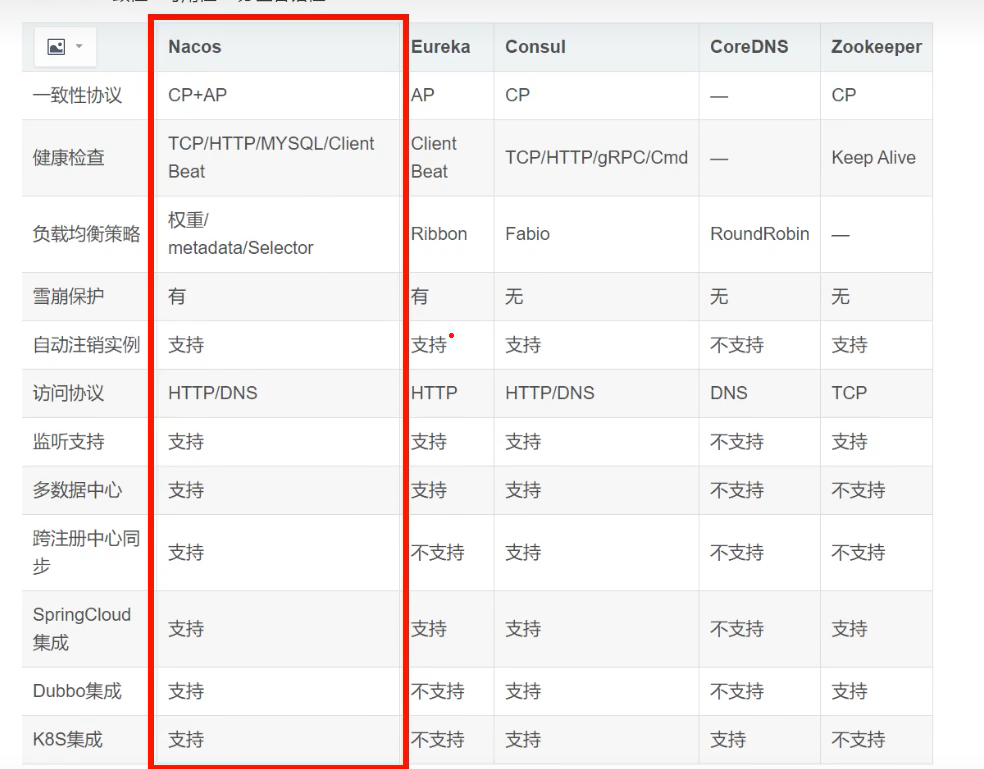 Nacos Eureka Consul CoreDNS Zookeeper
一致性协议 CP+AP AP CP — CP
健康检查 TCP/HTTP/MYSQL/Client Beat Client Beat TCP/HTTP/gRPC/Cmd — Keep Alive
负载均衡策略 权重/metadata/Selector Ribbon Fabio RoundRobin —
雪崩保护 有 有 无 无 无
自动注销实例 支持 支持 支持 不支持 支持
访问协议 HTTP/DNS HTTP HTTP/DNS DNS TCP
监听支持 支持 支持 支持 不支持 支持
多数据中心 支持 支持 支持 不支持 不支持
跨注册中心同步 支持 不支持 支持 不支持 不支持
SpringCloud集成 支持 支持 支持 不支持 支持
Dubbo集成 支持 不支持 支持 不支持 支持
K8S集成 支持 不支持 支持 支持 不支持